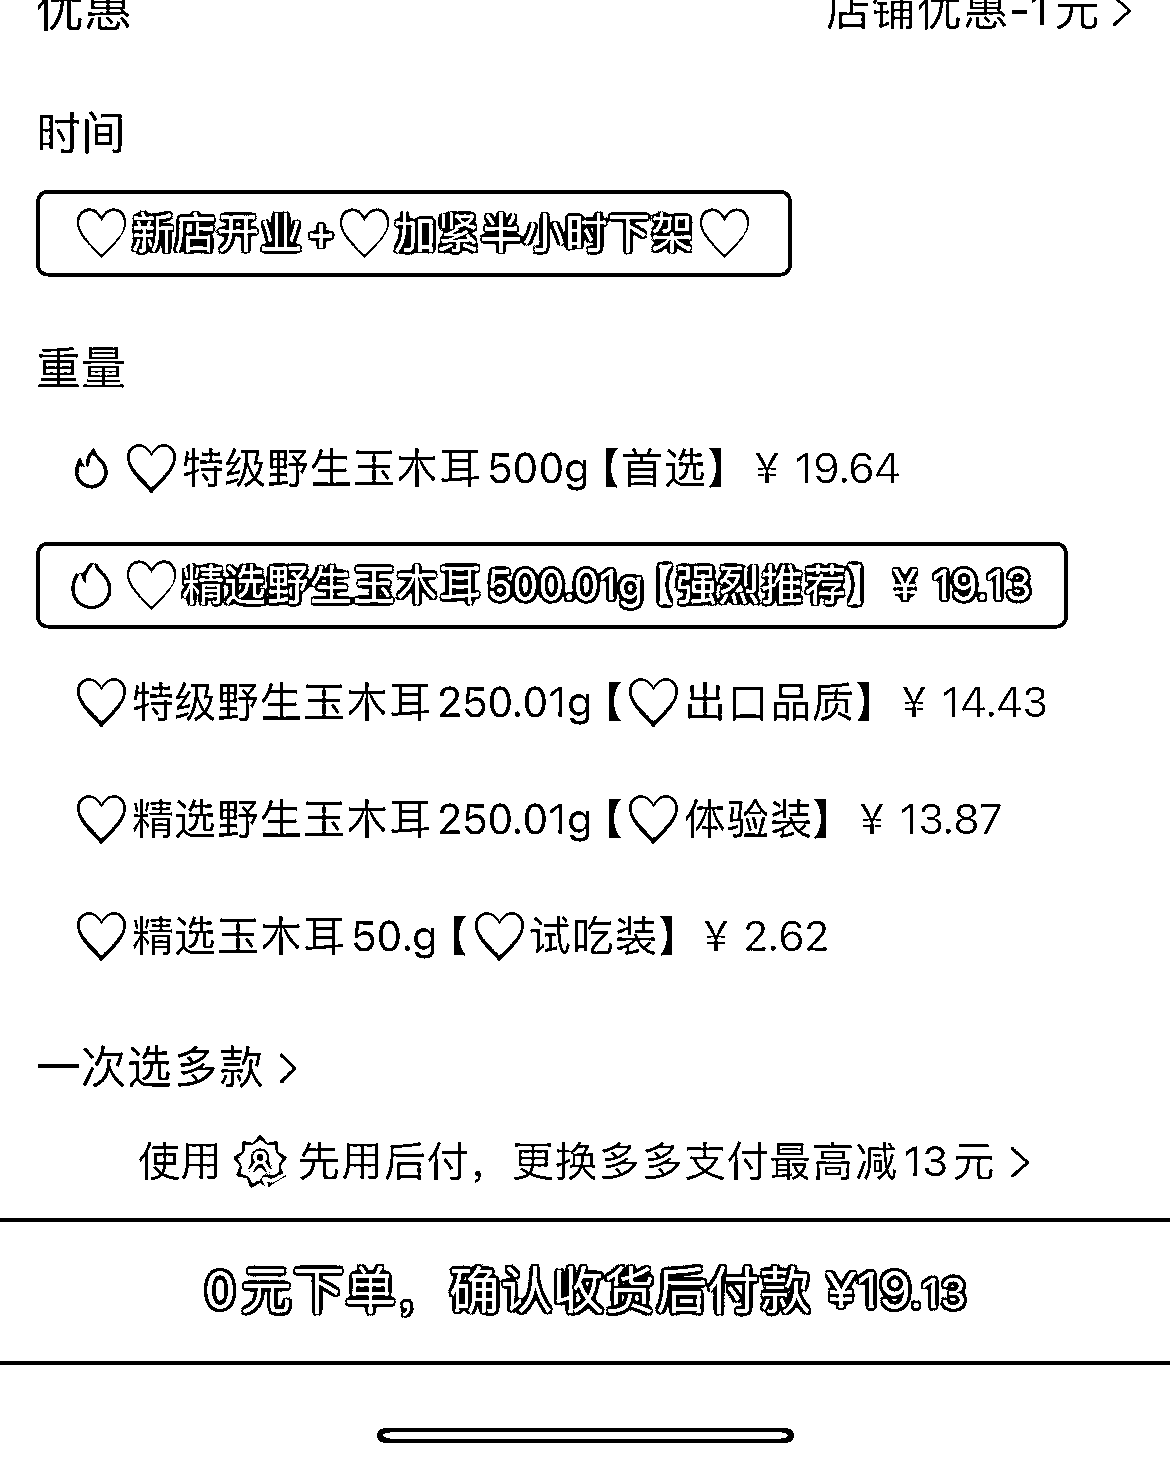 优惠 店铺优惠-1元 >
时间
♡新店开业+♡加紧半小时下架♡
重量
♡特级野生玉木耳500g【首选】 ¥ 19.64
♡精选野生玉木耳500.01g【强烈推荐】 ¥ 19.13
♡特级野生玉木耳250.01g【♡出口品质】 ¥ 14.43
♡精选野生玉木耳250.01g【♡体验装】 ¥ 13.87
♡精选玉木耳50.g【♡试吃装】 ¥ 2.62
一次选多款 >
使用 先用后付，更换多多支付最高减13元 >
0元下单，确认收货后付款 ¥19.13